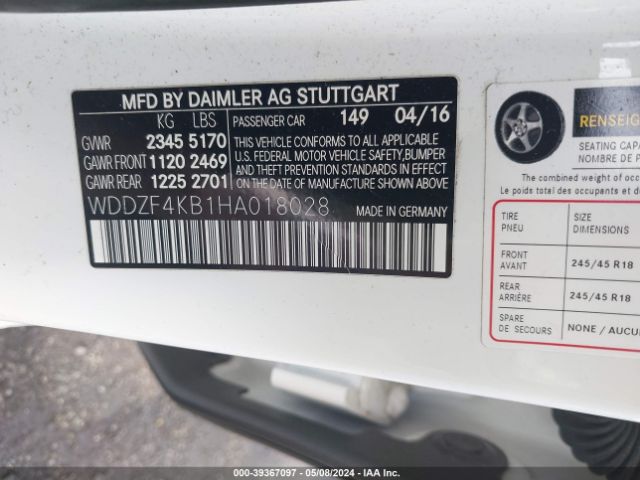 MFD BY DAIMLER AG STUTTGART
KG LBS PASSENGER CAR 149 04/16
GVWR 2345 5170
GAWR FRONT 1120 2469
GAWR REAR 1225 2701
THIS VEHICLE CONFORMS TO ALL APPLICABLE
U.S. FEDERAL MOTOR VEHICLE SAFETY, BUMPER
AND THEFT PREVENTION STANDARDS IN EFFECT
ON THE DATE OF MANUFACTURE SHOWN ABOVE.
WDDZF4KB1HA018028 MADE IN GERMANY
RENSEIG
SEATING CAPA
NOMBRE DE P
The combined weight of occup
Le poids total des occupants et d
TIRE SIZE
PNEU DIMENSIONS
FRONT
AVANT 245/45 R18
REAR
ARRIÈRE 245/45 R18
SPARE
DE SECOURS NONE / AUCU
000-39367097 - 05/08/2024 - IAA Inc.